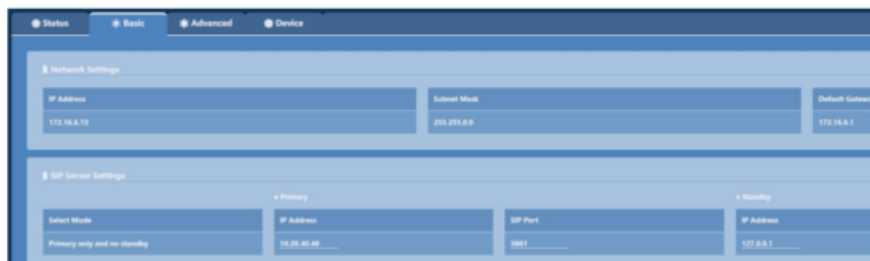 Status Basic Advanced Device
Network Settings
IP Address Subnet Mask Default Gatewa
172.16.6.13 255.255.0.0 172.16.6.1
SIP Server Settings
Primary Standby
Select Mode IP Address SIP Port IP Address
Primary only and no standby 10.20.40.40 5061 127.0.0.1